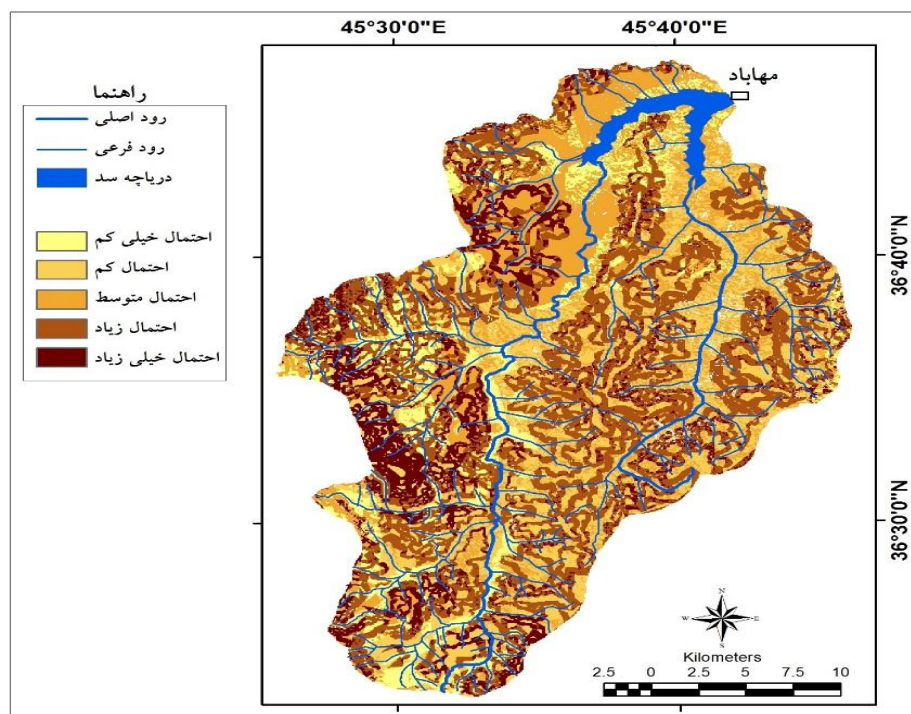 45°30'0"E 45°40'0"E
مهاباد
راهنما
رود اصلی
رود فرعی
دریاچه سد
احتمال خیلی کم
احتمال کم
احتمال متوسط
احتمال زیاد
احتمال خیلی زیاد
36°40'0"N
36°30'0"N
N
W E
S
Kilometers
2.5 0 2.5 5 7.5 10